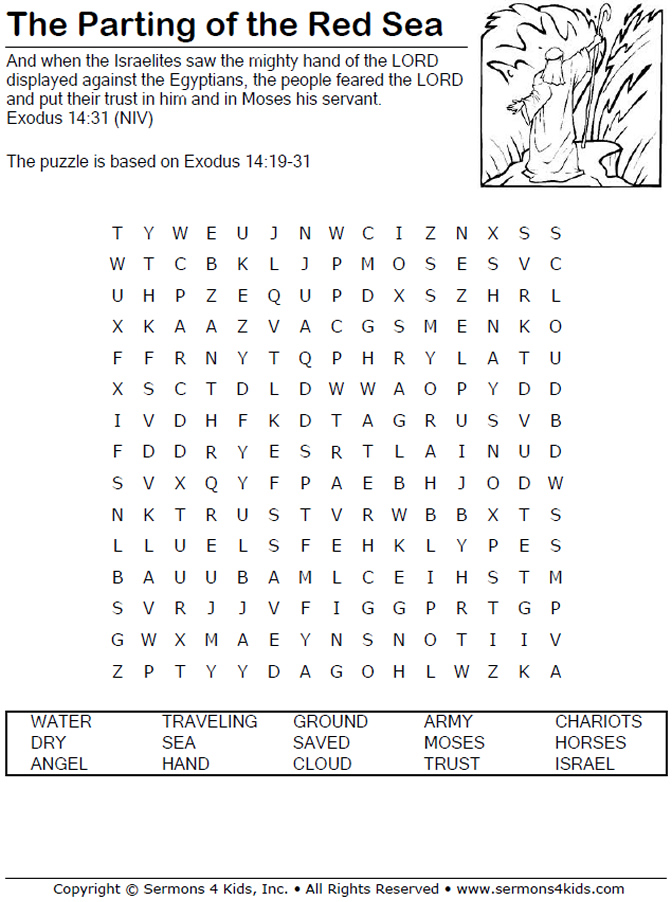 The Parting of the Red Sea
And when the Israelites saw the mighty hand of the LORD
displayed against the Egyptians, the people feared the LORD
and put their trust in him and in Moses his servant.
Exodus 14:31 (NIV)
The puzzle is based on Exodus 14:19-31
T Y W E U J N W C I Z N X S S
W T C B K L J P M O S E S V C
U H P Z E Q U P D X S Z H R L
X K A A Z V A C G S M E N K O
F F R N Y T Q P H R Y L A T U
X S C T D L D W W A O P Y D D
I V D H F K D T A G R U S V B
F D D R Y E S R T L A I N U D
S V X Q Y F P A E B H J O D W
N K T R U S T V R W B B X T S
L L U E L S F E H K L Y P E S
B A U U B A M L C E I H S T M
S V R J J V F I G G P R T G P
G W X M A E Y N S N O T I I V
Z P T Y Y D A G O H L W Z K A
WATER TRAVELING GROUND ARMY CHARIOTS
DRY SEA SAVED MOSES HORSES
ANGEL HAND CLOUD TRUST ISRAEL
Copyright © Sermons 4 Kids, Inc. • All Rights Reserved • www.sermons4kids.com